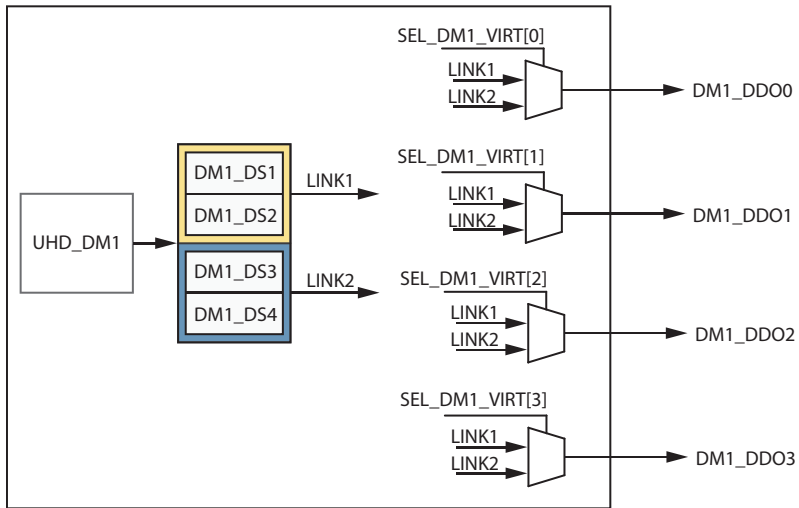 SEL_DM1_VIRT[0]
LINK1
LINK2
DM1_DDO0
SEL_DM1_VIRT[1]
LINK1
LINK2
DM1_DDO1
UHD_DM1
DM1_DS1
DM1_DS2
LINK1
DM1_DS3
DM1_DS4
LINK2
SEL_DM1_VIRT[2]
LINK1
LINK2
DM1_DDO2
SEL_DM1_VIRT[3]
LINK1
LINK2
DM1_DDO3